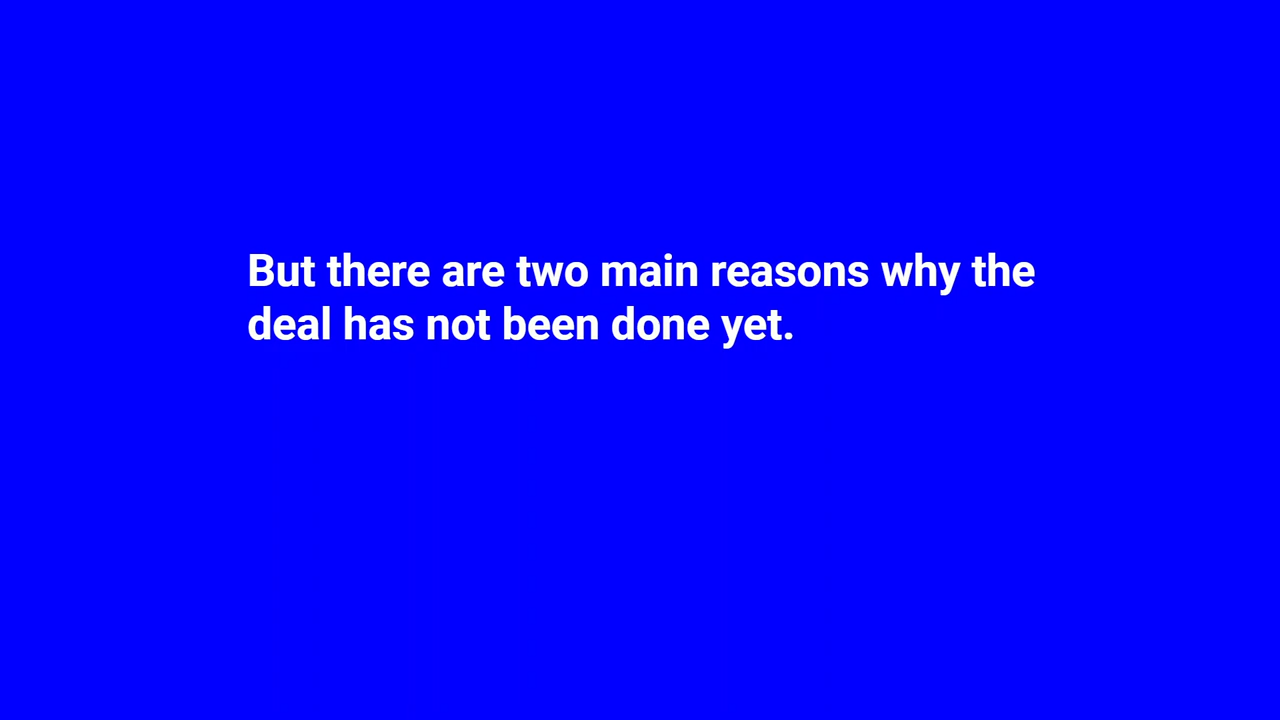 But there are two main reasons why the
deal has not been done yet.